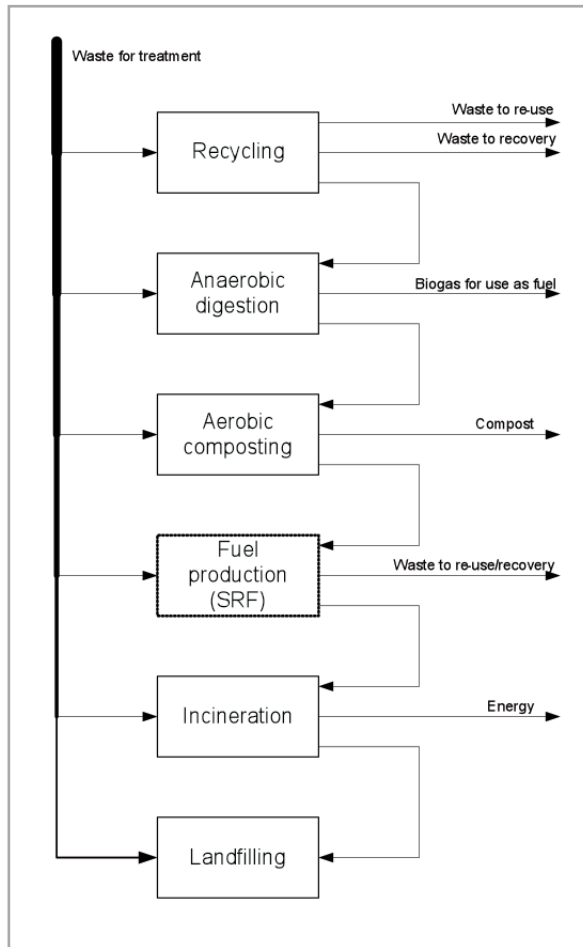 Waste for treatment
Waste to re-use
Recycling
Waste to recovery
Anaerobic
digestion
Biogas for use as fuel
Aerobic
composting
Compost
Fuel
production
(SRF)
Waste to re-use/recovery
Incineration
Energy
Landfilling